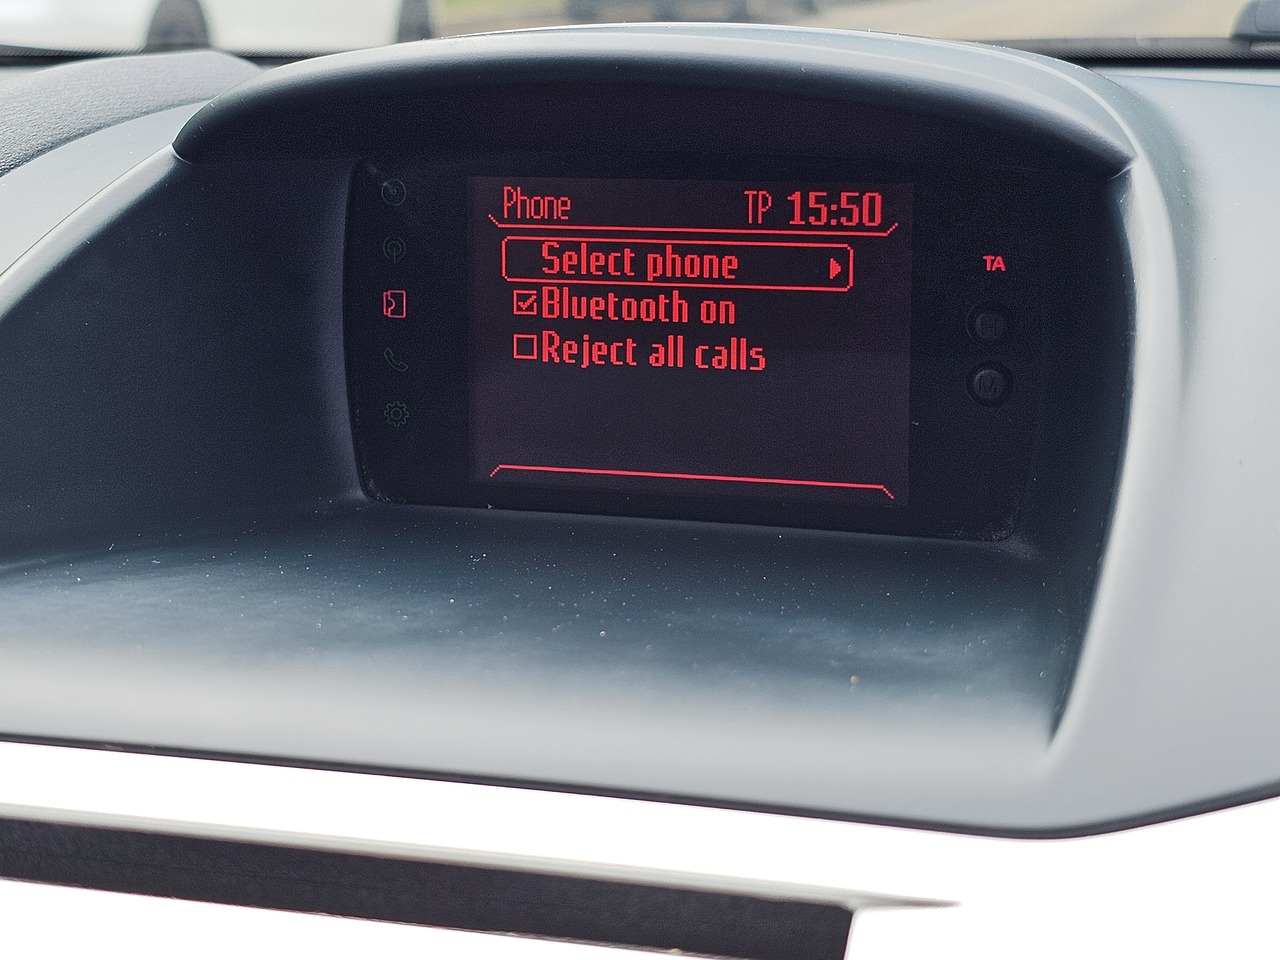 Phone TP 15:50
Select phone
Bluetooth on
Reject all calls
TA